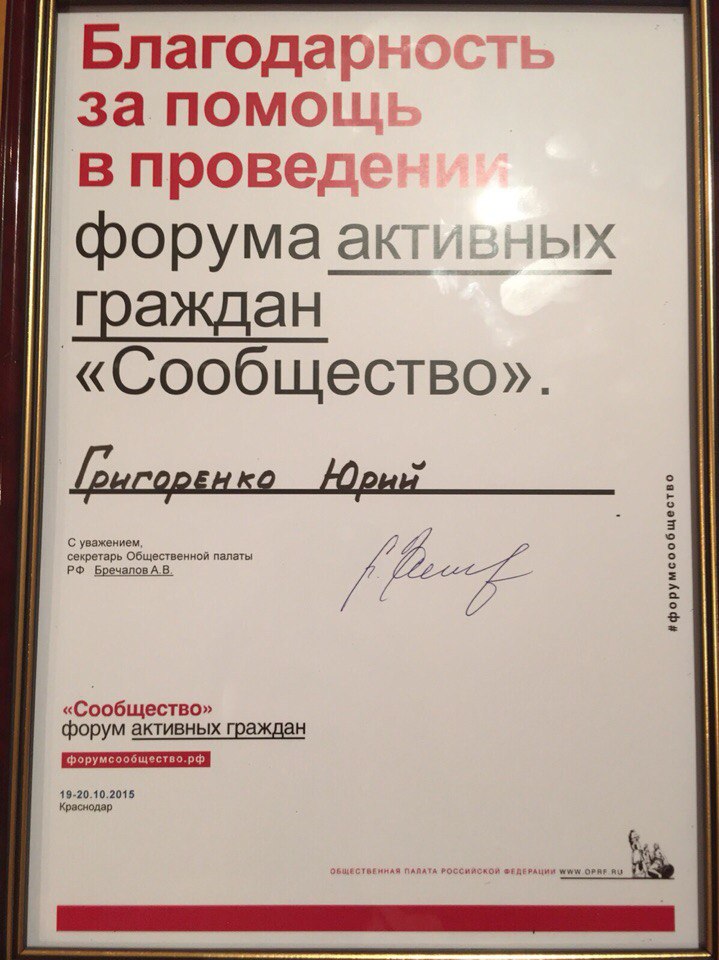 Благодарность
за помощь
в проведении
форума активных
граждан
«Сообщество».
Григоренко Юрий
С уважением,
секретарь Общественной палаты
РФ Бречалов А.В.
#форумсообщество
«Сообщество»
форум активных граждан
форумсообщество.рф
19-20.10.2015
Краснодар
ОБЩЕСТВЕННАЯ ПАЛАТА РОССИЙСКОЙ ФЕДЕРАЦИИ WWW.OPRF.RU